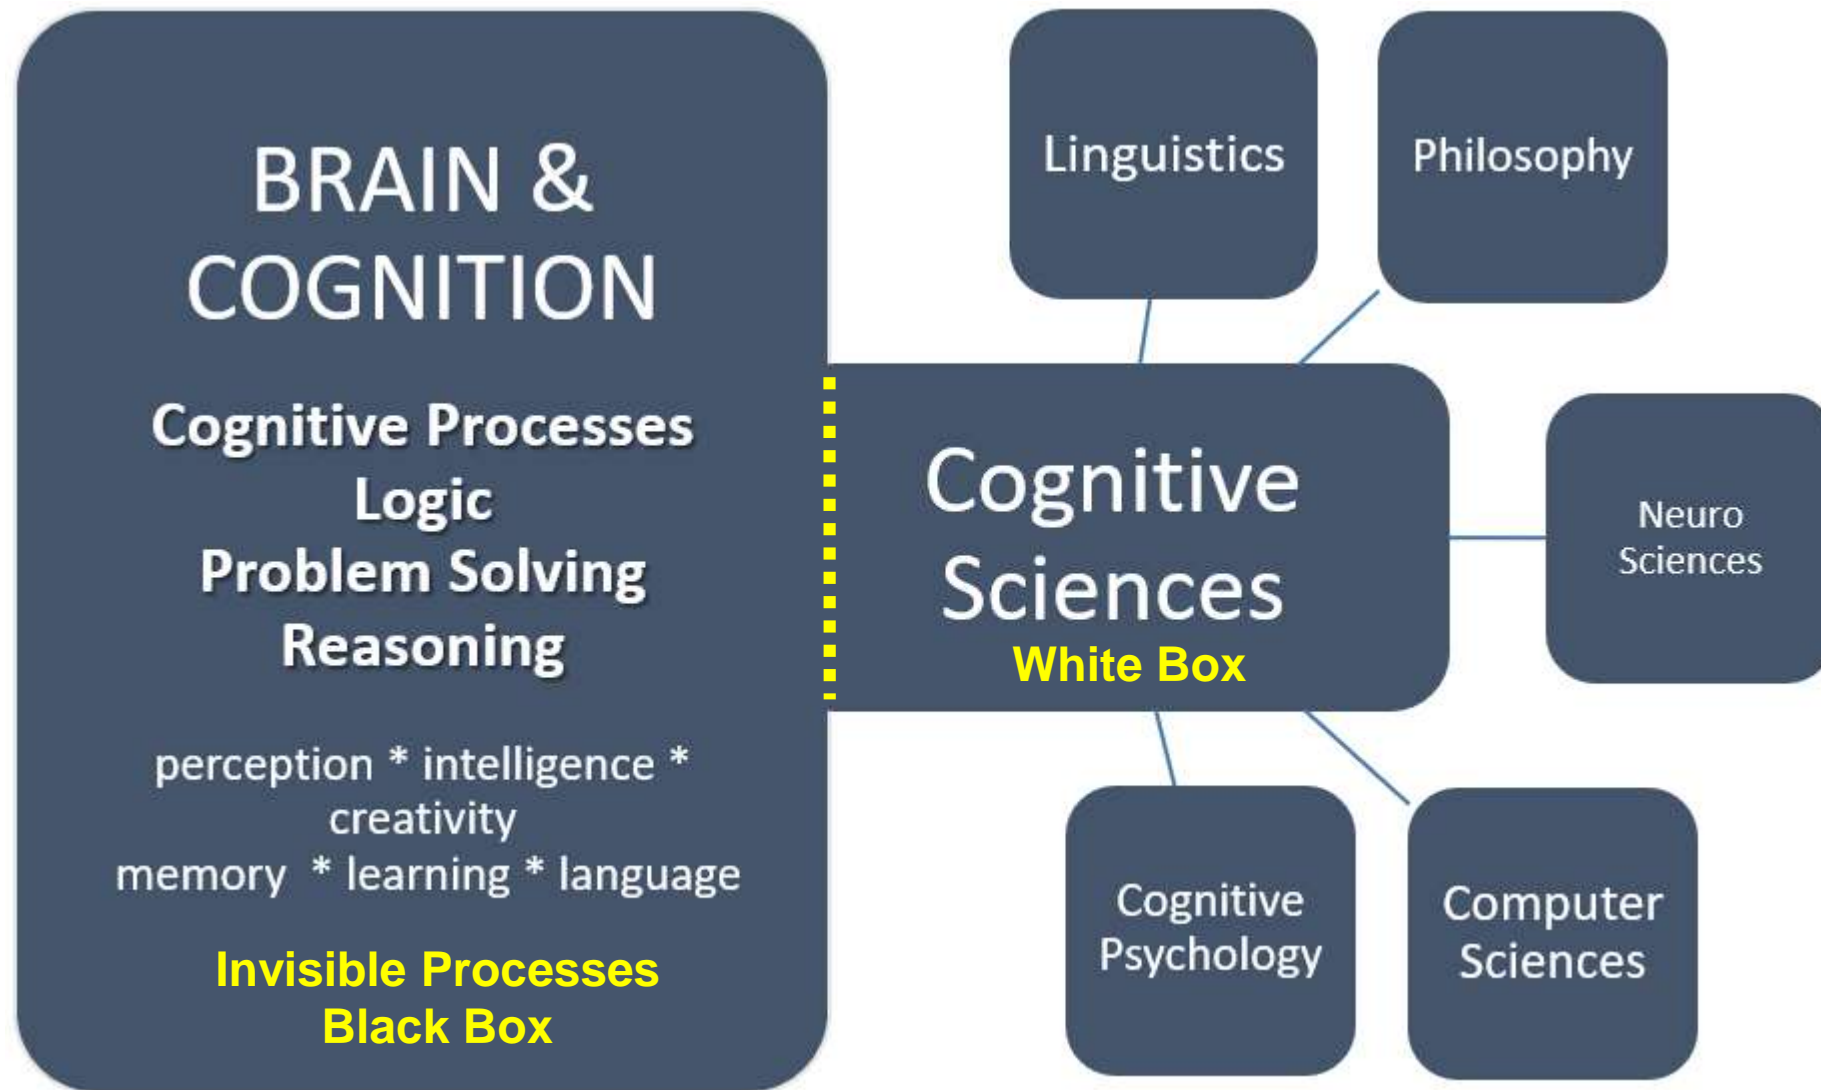 BRAIN &
COGNITION
Cognitive Processes
Logic
Problem Solving
Reasoning
perception * intelligence *
creativity
memory * learning * language
Invisible Processes
Black Box
Linguistics
Philosophy
Cognitive
Sciences
White Box
Neuro
Sciences
Cognitive
Psychology
Computer
Sciences